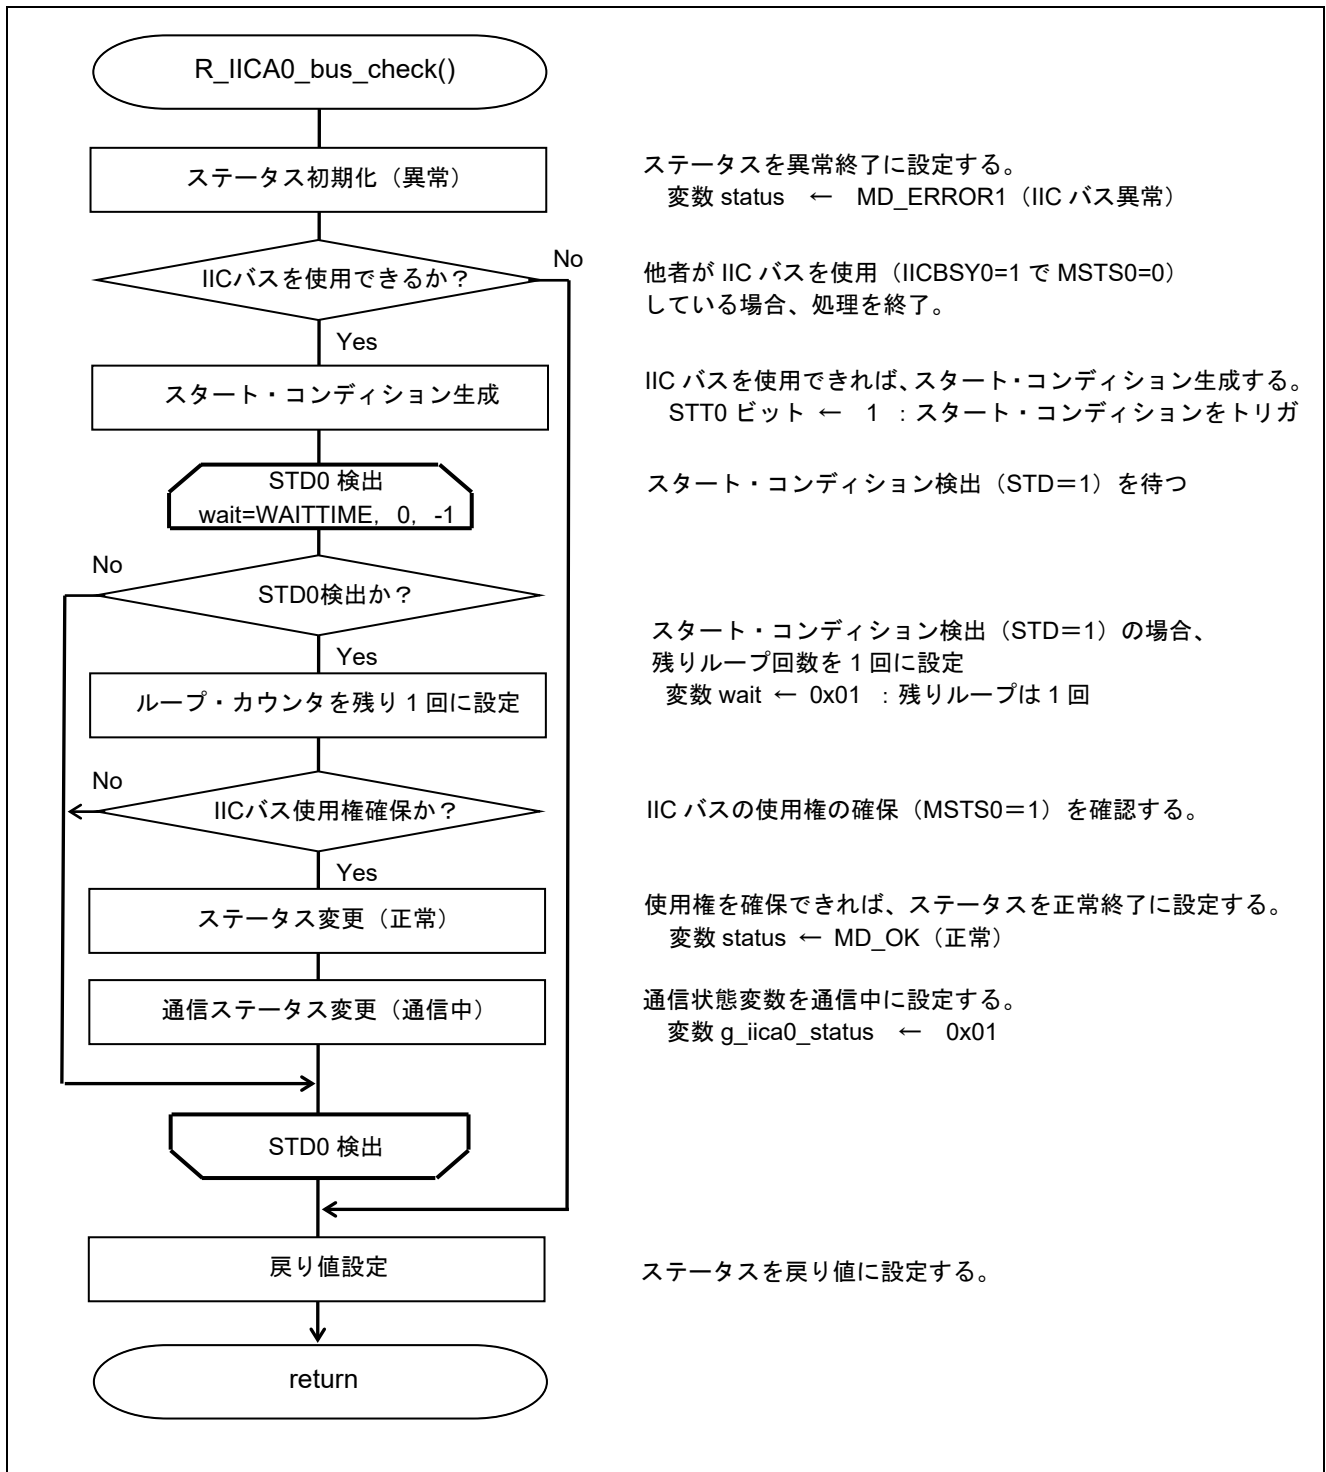 R_IICA0_bus_check()
ステータス初期化（異常）
ステータスを異常終了に設定する。
変数 status ← MD_ERROR1（IIC バス異常）
IICバスを使用できるか？
No
他者が IIC バスを使用（IICBSY0=1 で MSTS0=0）
している場合、処理を終了。
Yes
スタート・コンディション生成
IIC バスを使用できれば、スタート・コンディション生成する。
STT0 ビット ← 1 ：スタート・コンディションをトリガ
STD0 検出
wait=WAITTIME，0，-1
スタート・コンディション検出（STD＝1）を待つ
No
STD0検出か？
Yes
スタート・コンディション検出（STD＝1）の場合、
残りループ回数を 1 回に設定
変数 wait ← 0x01 ：残りループは 1 回
ループ・カウンタを残り 1 回に設定
No
IICバス使用権確保か？
IIC バスの使用権の確保（MSTS0＝1）を確認する。
Yes
ステータス変更（正常）
使用権を確保できれば、ステータスを正常終了に設定する。
変数 status ← MD_OK（正常）
通信ステータス変更（通信中）
通信状態変数を通信中に設定する。
変数 g_iica0_status ← 0x01
STD0 検出
戻り値設定
ステータスを戻り値に設定する。
return